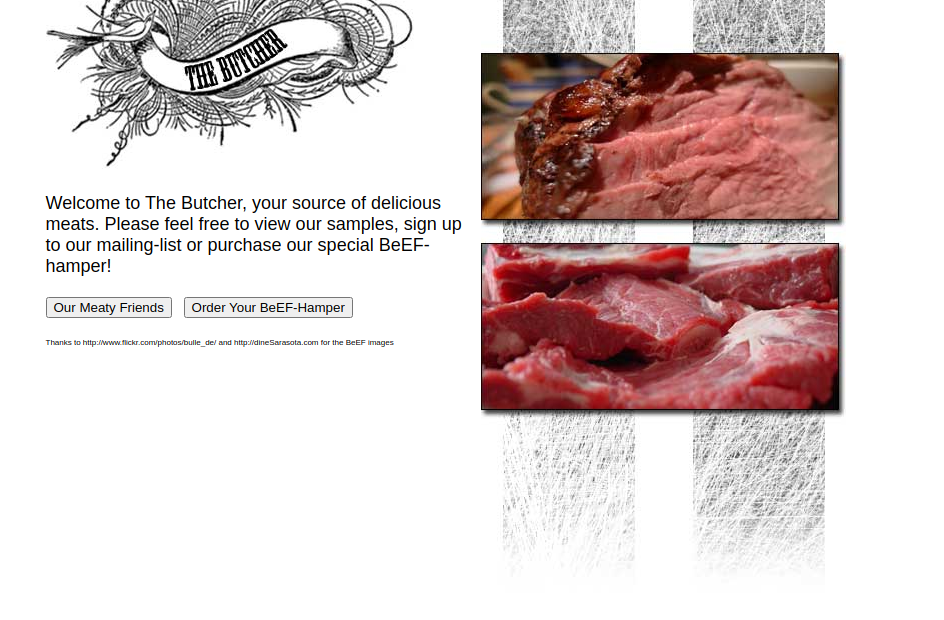 THE BUTCHER
Welcome to The Butcher, your source of delicious
meats. Please feel free to view our samples, sign up
to our mailing-list or purchase our special BeEF-
hamper!
Our Meaty Friends
Order Your BeEF-Hamper
Thanks to http://www.flickr.com/photos/bulle_de/ and http://dineSarasota.com for the BeEF images